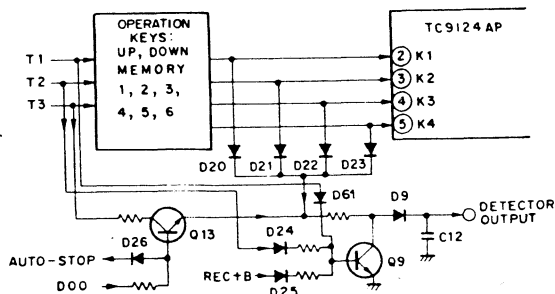 OPERATION
KEYS:
UP, DOWN
MEMORY
1, 2, 3,
4, 5, 6
TC9124AP
T1
T2
T3
2 K1
3 K2
4 K3
5 K4
D20
D21
D22
D23
D61
D9
DETECTOR
OUTPUT
D26
Q13
D24
C12
AUTO-STOP
Q9
REC+B
D00
D25